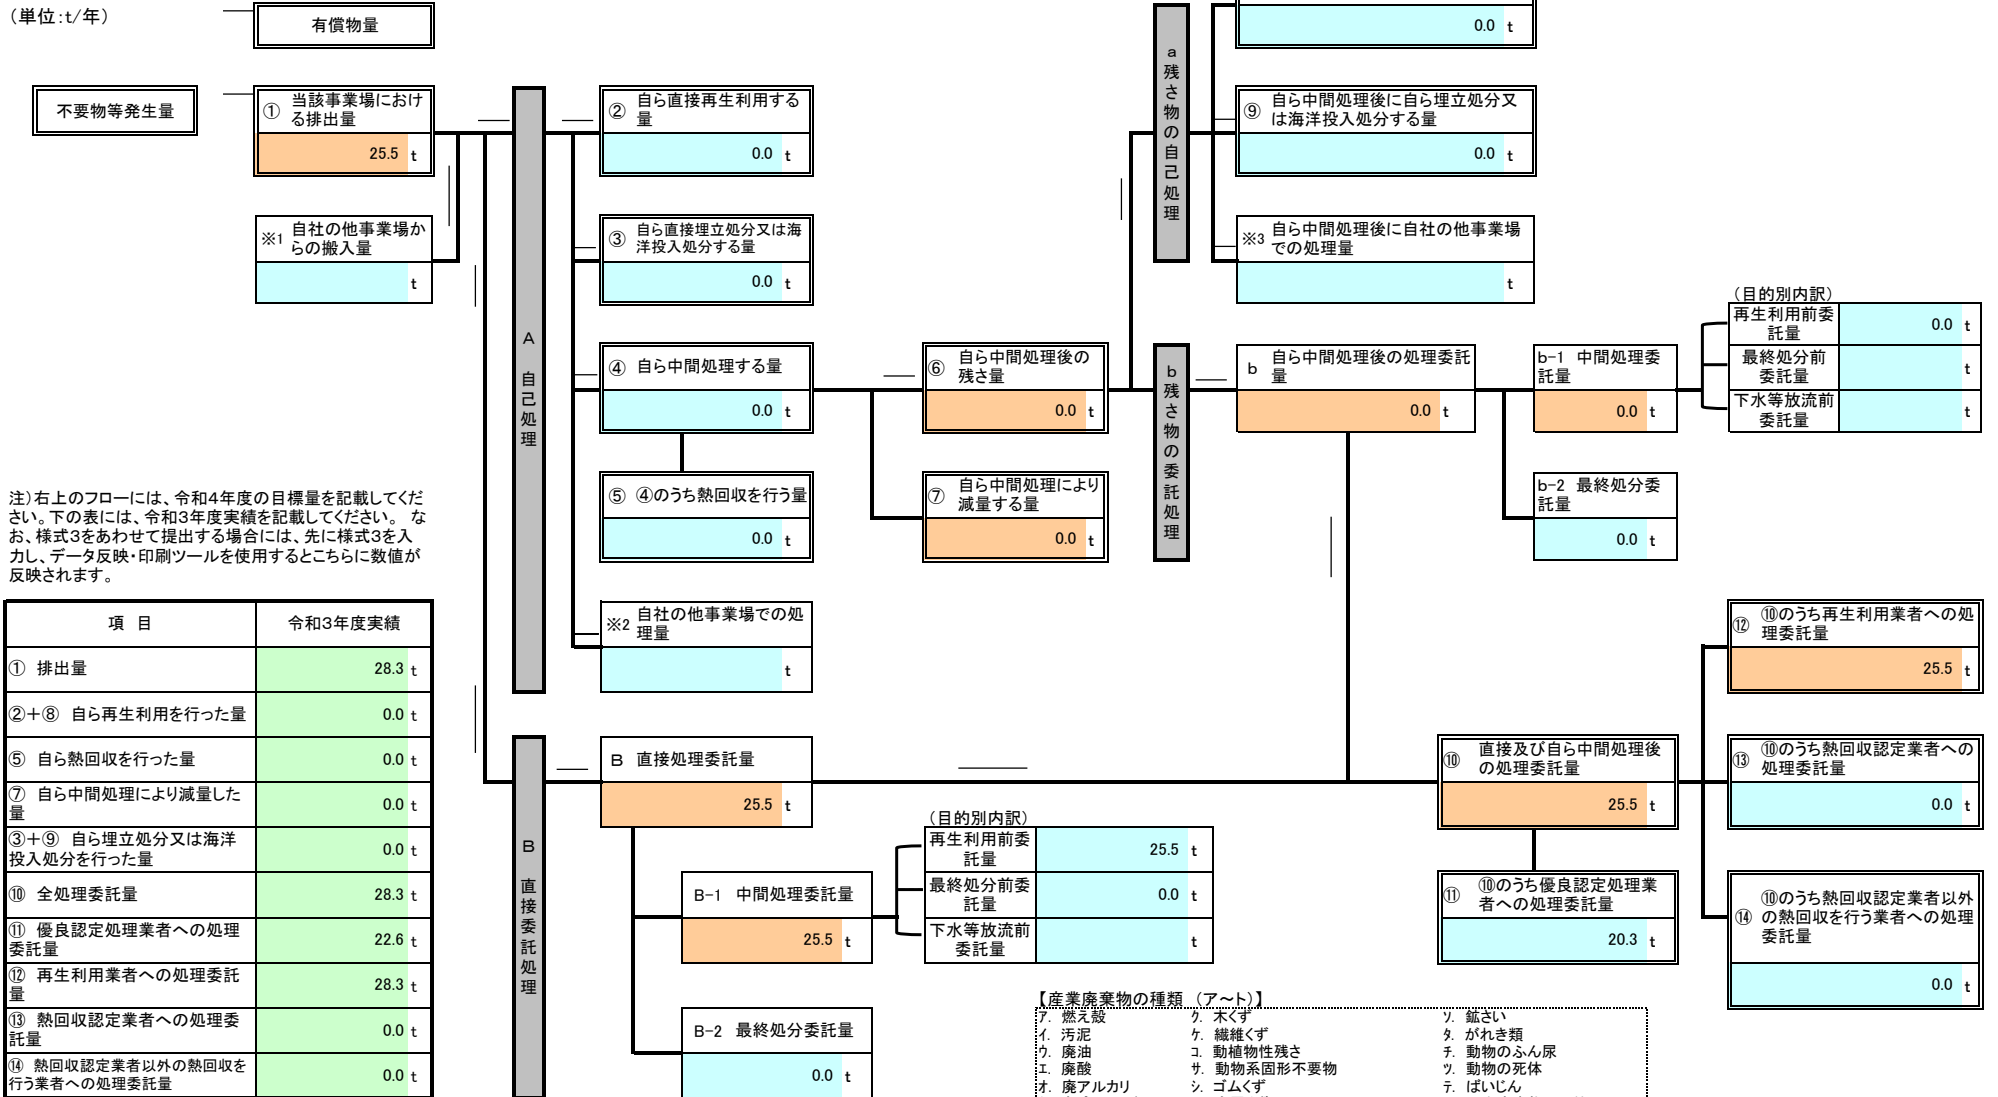 (単位:t/年)
有償物量
不要物等発生量
① 当該事業場におけ
る排出量
25.5 t
※1 自社の他事業場か
らの搬入量
t
A 自己処理
② 自ら直接再生利用する
量
0.0 t
③ 自ら直接埋立処分又は海
洋投入処分する量
0.0 t
④ 自ら中間処理する量
0.0 t
⑤ ④のうち熱回収を行う量
0.0 t
※2 自社の他事業場での処
理量
t
⑥ 自ら中間処理後の
残さ量
0.0 t
⑦ 自ら中間処理により
減量する量
0.0 t
a 残さ物の自己処理
0.0 t
⑨ 自ら中間処理後に自ら埋立処分又
は海洋投入処分する量
0.0 t
※3 自ら中間処理後に自社の他事業場
での処理量
t
b 残さ物の委託処理
b 自ら中間処理後の処理委託
量
0.0 t
b-1 中間処理委
託量
0.0 t
b-2 最終処分委
託量
0.0 t
(目的別内訳)
再生利用前委
託量
0.0 t
最終処分前
委託量
t
下水等放流前
委託量
t
注)右上のフローには、令和4年度の目標量を記載してくだ
さい。下の表には、令和3年度実績を記載してください。 な
お、様式3をあわせて提出する場合には、先に様式3を入
力し、データ反映・印刷ツールを使用するとこちらに数値が
反映されます。
項 目 令和3年度実績
① 排出量 28.3 t
②+⑧ 自ら再生利用を行った量 0.0 t
⑤ 自ら熱回収を行った量 0.0 t
⑦ 自ら中間処理により減量した
量 0.0 t
③+⑨ 自ら埋立処分又は海洋
投入処分を行った量 0.0 t
⑩ 全処理委託量 28.3 t
⑪ 優良認定処理業者への処理
委託量 22.6 t
⑫ 再生利用業者への処理委託
量 28.3 t
⑬ 熱回収認定業者への処理委
託量 0.0 t
⑭ 熱回収認定業者以外の熱回収を
行う業者への処理委託量 0.0 t
B 直接委託処理
B 直接処理委託量
25.5 t
B-1 中間処理委託量
25.5 t
B-2 最終処分委託量
0.0 t
(目的別内訳)
再生利用前委
託量
25.5 t
最終処分前委
託量
0.0 t
下水等放流前
委託量
t
⑩ 直接及び自ら中間処理後
の処理委託量
25.5 t
⑪ ⑩のうち優良認定処理業
者への処理委託量
20.3 t
⑫ ⑩のうち再生利用業者への処
理委託量
25.5 t
⑬ ⑩のうち熱回収認定業者への
処理委託量
0.0 t
⑭ ⑩のうち熱回収認定業者以外
の熱回収を行う業者への処理
委託量
0.0 t
【産業廃棄物の種類 (ア~ト)】
ア. 燃え殻 ク. 木くず ソ. 鉱さい
イ. 汚泥 ケ. 繊維くず タ. がれき類
ウ. 廃油 コ. 動植物性残さ チ. 動物のふん尿
エ. 廃酸 サ. 動物系固形不要物 ツ. 動物の死体
オ. 廃アルカリ シ. ゴムくず テ. ばいじん